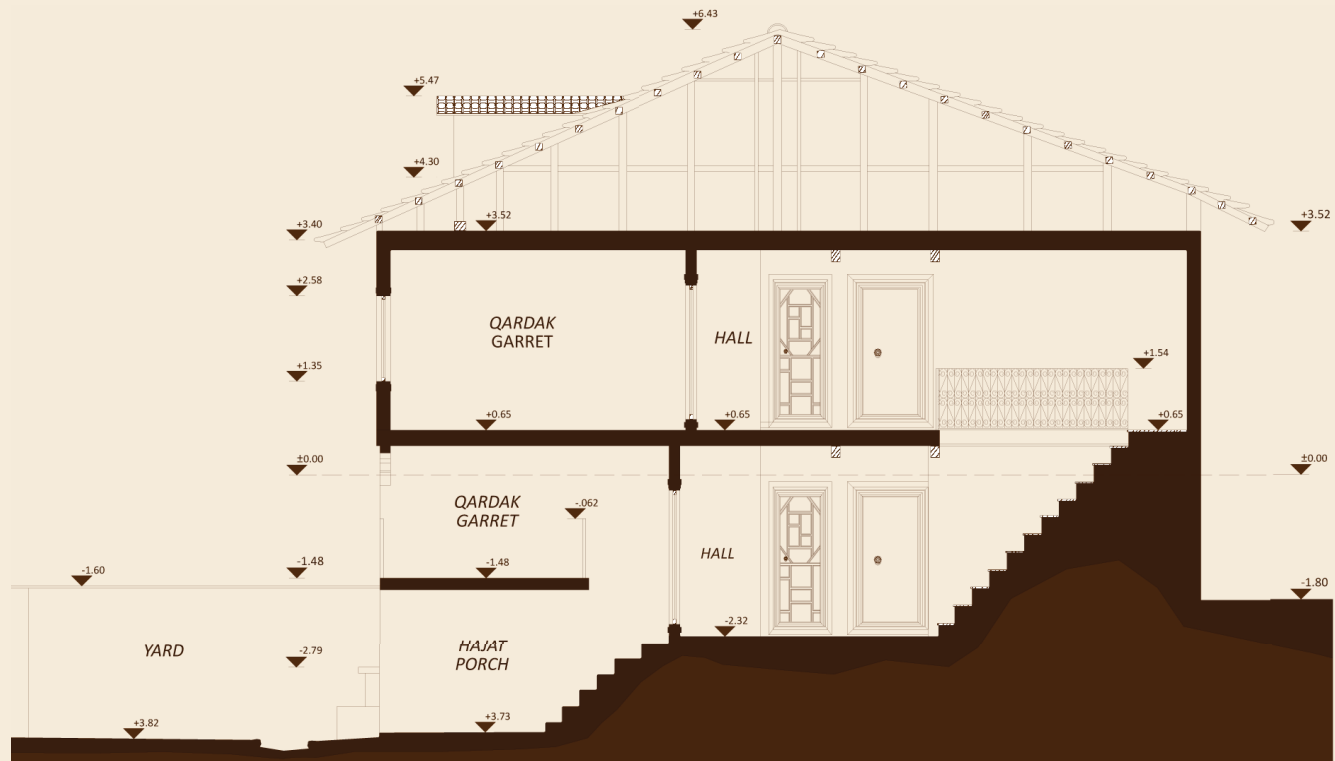 +6.43
+5.47
+4.30
+3.52
+3.40
+3.52
+2.58
QARDAK
GARRET
HALL
+1.35
+1.54
+0.65
+0.65
+0.65
±0.00
±0.00
QARDAK
GARRET
-.062
HALL
-1.48
-1.48
-1.60
-1.80
-2.32
YARD
HAJAT
PORCH
-2.79
+3.82
+3.73